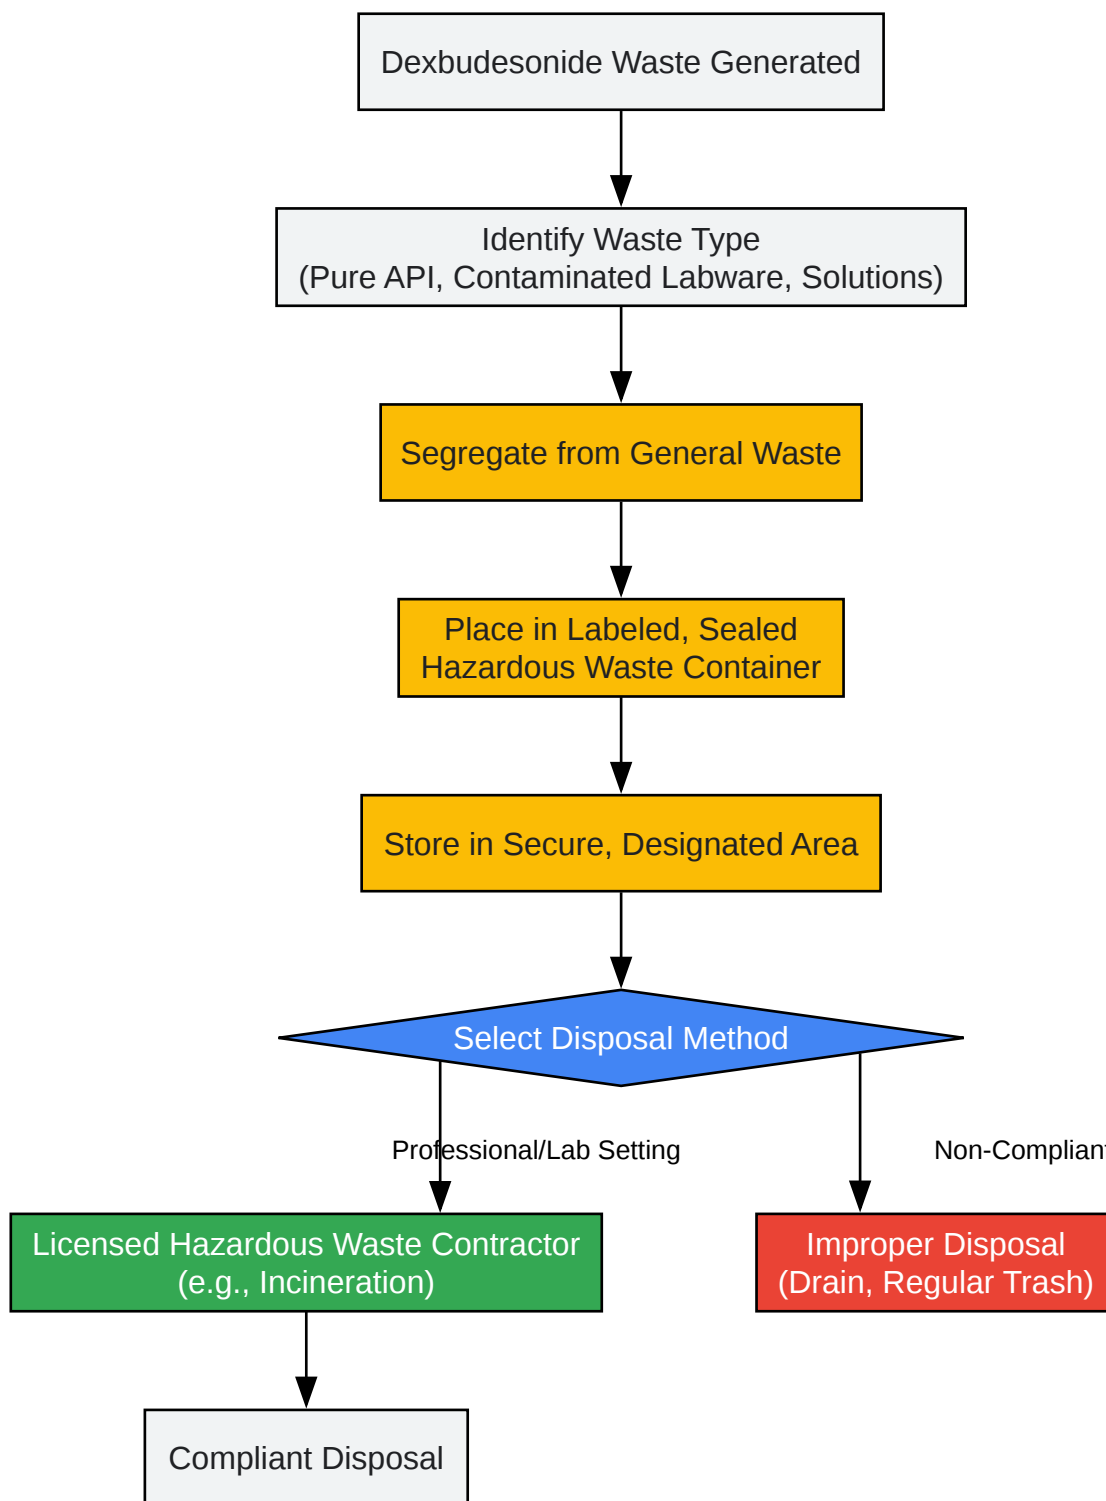 Dexbudesonide Waste Generated
Identify Waste Type
(Pure API, Contaminated Labware, Solutions)
Segregate from General Waste
Place in Labeled, Sealed
Hazardous Waste Container
Store in Secure, Designated Area
Select Disposal Method
Professional/Lab Setting
Non-Compliant
Licensed Hazardous Waste Contractor
(e.g., Incineration)
Improper Disposal
(Drain, Regular Trash)
Compliant Disposal